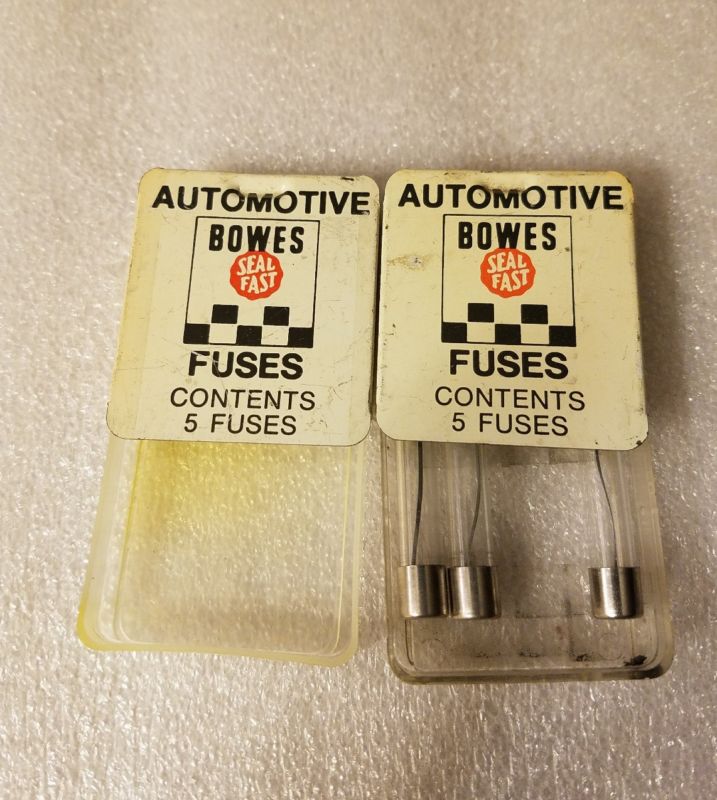 AUTOMOTIVE
BOWES
SEAL
FAST
FUSES
CONTENTS
5 FUSES
AUTOMOTIVE
BOWES
SEAL
FAST
FUSES
CONTENTS
5 FUSES